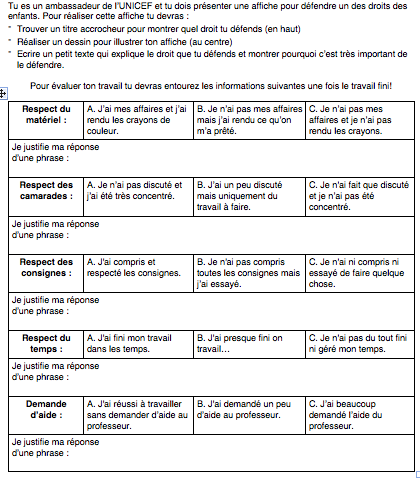 Tu es un ambassadeur de l'UNICEF et tu dois présenter une affiche pour défendre un des droits des
enfants. Pour réaliser cette affiche tu devras :
* Trouver un titre accrocheur pour montrer quel droit tu défends (en haut)
* Réaliser un dessin pour illustrer ton affiche (au centre)
* Ecrire un petit texte qui explique le droit que tu défends et montrer pourquoi c'est très important de
le défendre.
Pour évaluer ton travail tu devras entourez les informations suivantes une fois le travail fini!
Respect du
matériel :
A. J'ai mes affaires et j'ai
rendu les crayons de
couleur.
B. Je n'ai pas mes affaires
mais j'ai rendu ce qu'on
m'a prêté.
C. Je n'ai pas mes
affaires et je n'ai pas
rendu les crayons.
Je justifie ma réponse
d'une phrase :
Respect des
camarades :
A. Je n'ai pas discuté et
j'ai été très concentré.
B. J'ai un peu discuté
mais uniquement du
travail à faire.
C. Je n'ai fait que discuté
et je n'ai pas été
concentré.
Je justifie ma réponse
d'une phrase :
Respect des
consignes :
A. J'ai compris et
respecté les consignes.
B. Je n'ai pas compris
toutes les consignes mais
j'ai essayé.
C. Je n'ai ni compris ni
essayé de faire quelque
chose.
Je justifie ma réponse
d'une phrase :
Respect du
temps :
A. J'ai fini mon travail
dans les temps.
B. J'ai presque fini on
travail...
C. Je n'ai pas du tout fini
ni géré mon temps.
Je justifie ma réponse
d'une phrase :
Demande
d'aide :
A. J'ai réussi à travailler
sans demander d'aide au
professeur.
B. J'ai demandé un peu
d'aide au professeur.
C. J'ai beaucoup
demandé l'aide du
professeur.
Je justifie ma réponse
d'une phrase :